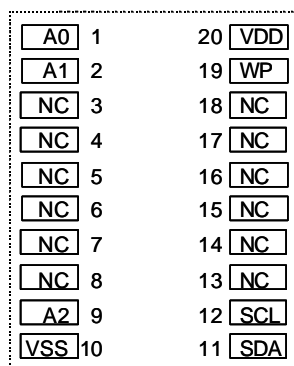 A0 1 20 VDD
A1 2 19 WP
NC 3 18 NC
NC 4 17 NC
NC 5 16 NC
NC 6 15 NC
NC 7 14 NC
NC 8 13 NC
A2 9 12 SCL
VSS 10 11 SDA